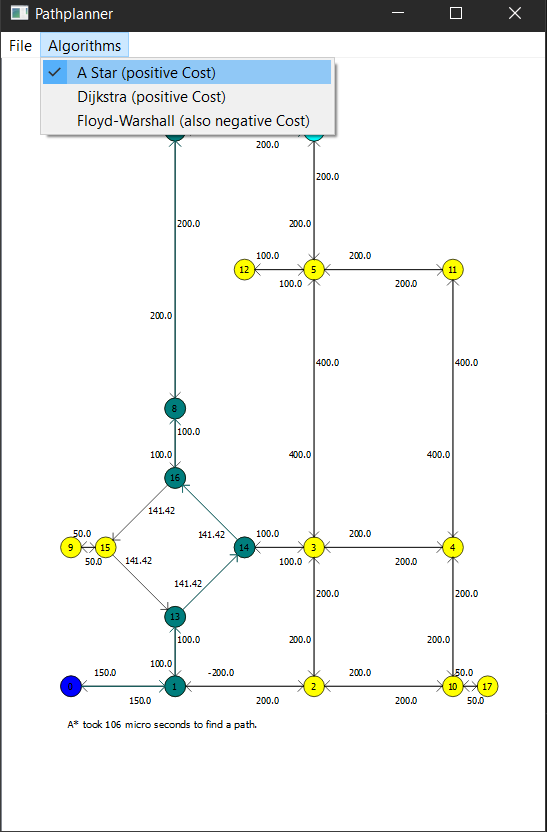 Pathplanner
File Algorithms
A Star (positive Cost)
Dijkstra (positive Cost)
Floyd-Warshall (also negative Cost)
200.0
200.0
200.0 200.0
100.0 200.0
12 5 11
100.0 200.0
200.0
400.0 400.0
8
100.0
100.0 400.0 400.0
16
141.42
50.0 141.42 100.0 200.0
9 15 14 3 4
50.0 141.42 100.0 200.0
141.42
200.0 200.0
13
100.0 200.0 200.0
100.0
150.0 -200.0 200.0 50.0
1 2 10 17
150.0 200.0 200.0 50.0
A* took 106 micro seconds to find a path.